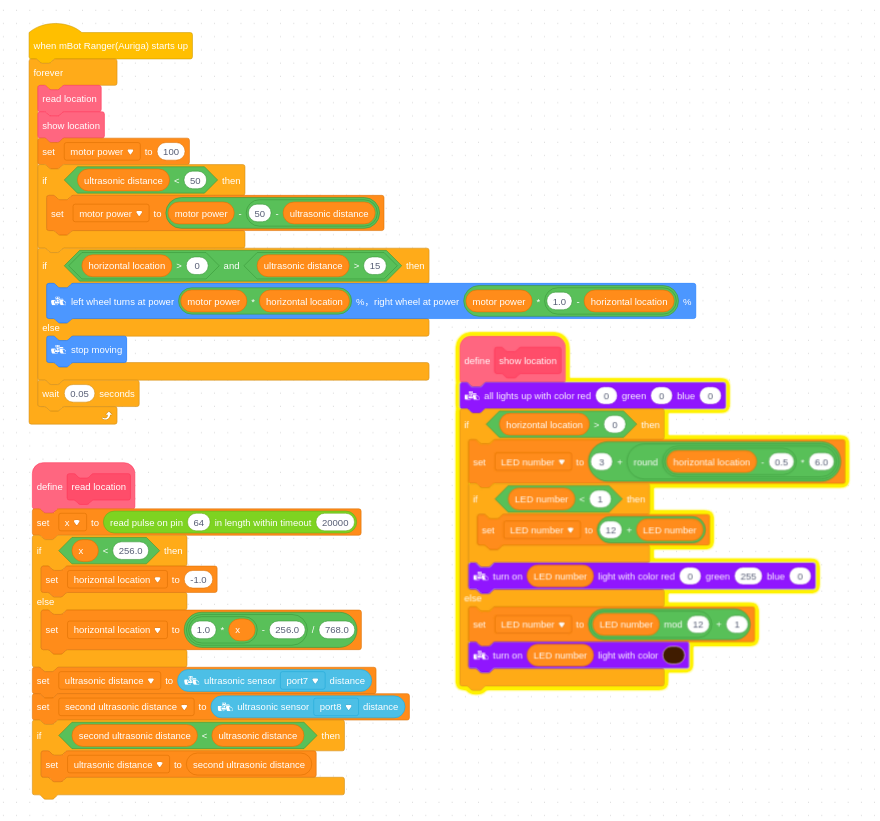 when mBot Ranger(Auriga) starts up
forever
read location
show location
set motor power ▼ to 100
if ultrasonic distance < 50 then
set motor power ▼ to motor power - 50 - ultrasonic distance
if horizontal location > 0 and ultrasonic distance > 15 then
left wheel turns at power motor power * horizontal location %, right wheel at power motor power * 1.0 - horizontal location %
else
stop moving
wait 0.05 seconds
define read location
set x ▼ to read pulse on pin 64 in length within timeout 20000
if x < 256.0 then
set horizontal location ▼ to -1.0
else
set horizontal location ▼ to 1.0 * x - 256.0 / 768.0
set ultrasonic distance ▼ to ultrasonic sensor port7 ▼ distance
set second ultrasonic distance ▼ to ultrasonic sensor port8 ▼ distance
if second ultrasonic distance < ultrasonic distance then
set ultrasonic distance ▼ to second ultrasonic distance
define show location
all lights up with color red 0 green 0 blue 0
if horizontal location > 0 then
set LED number ▼ to 3 + round horizontal location - 0.5 * 6.0
if LED number < 1 then
set LED number ▼ to 12 + LED number
turn on LED number light with color red 0 green 255 blue 0
else
set LED number ▼ to LED number mod 12 + 1
turn on LED number light with color